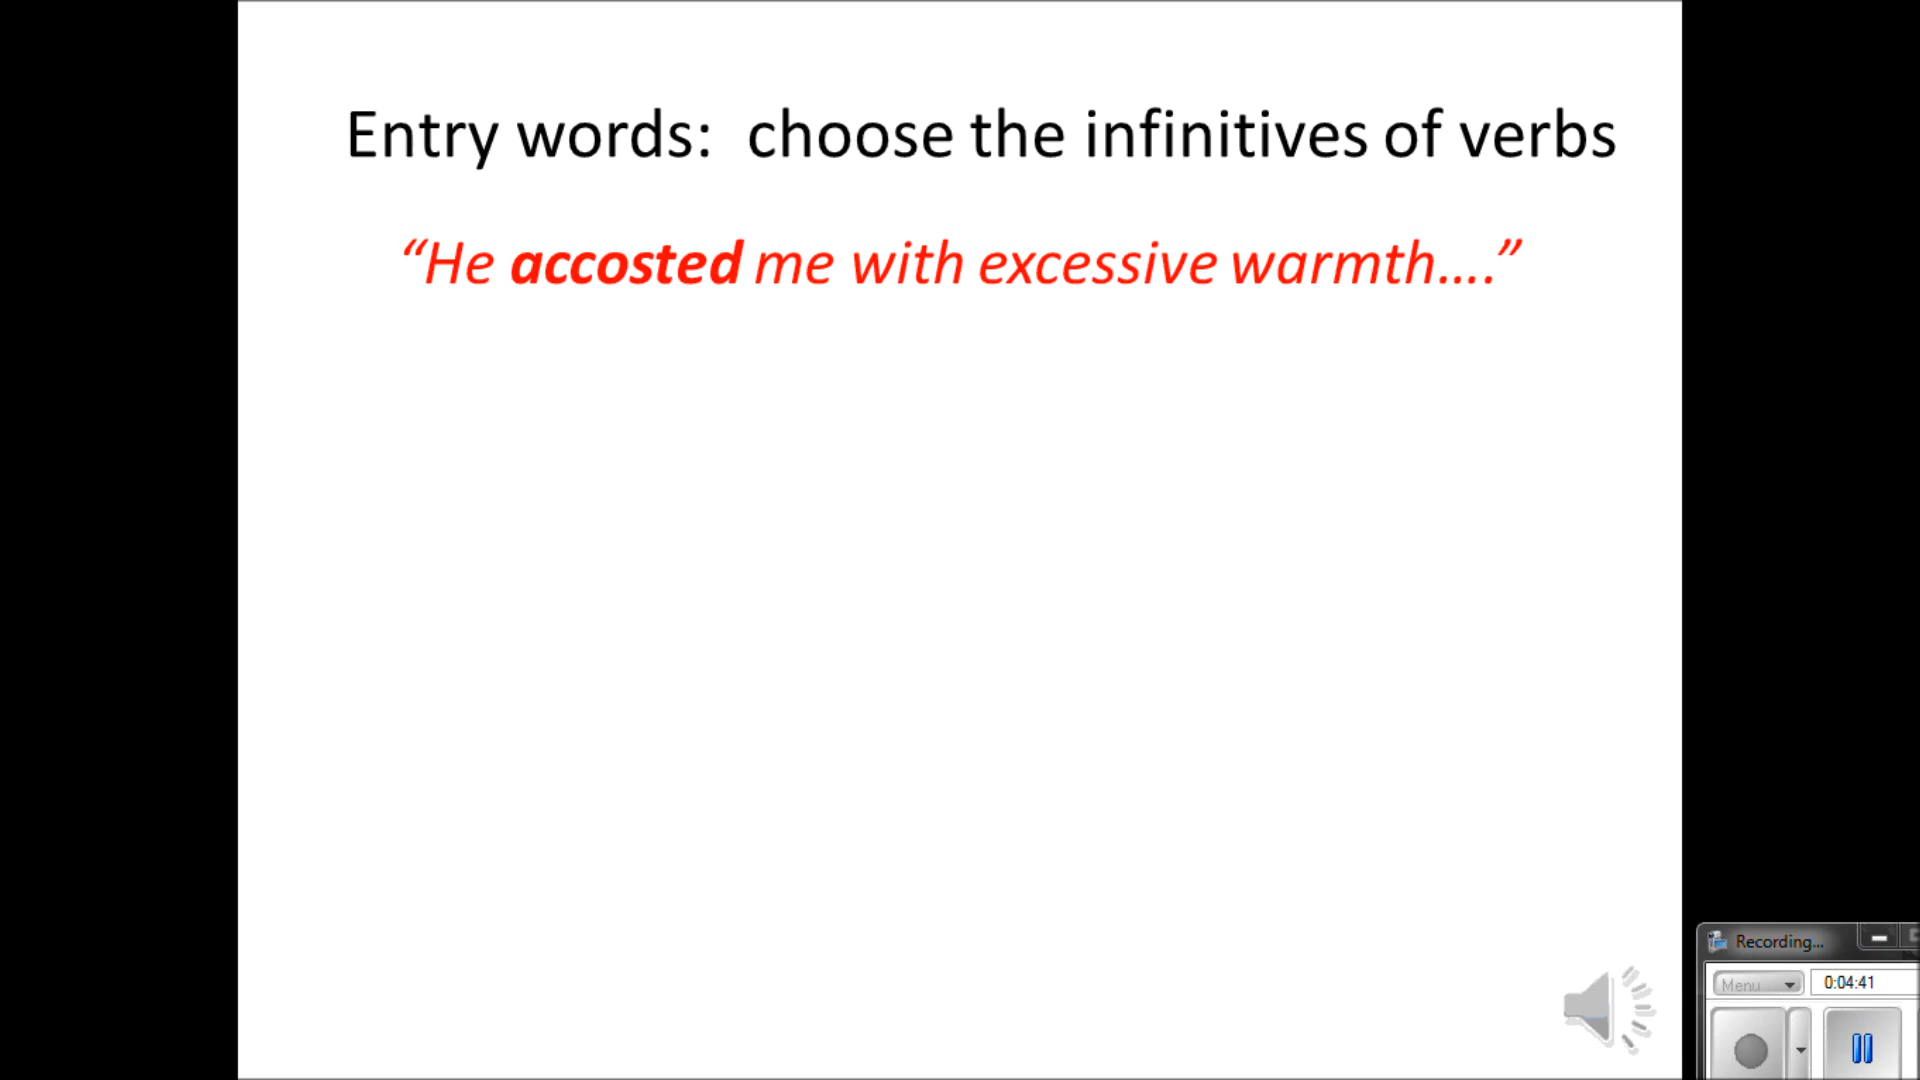 Entry words:  choose the infinitives of verbs
“He accosted me with excessive warmth….”
Recording...
Menu
0:04:41